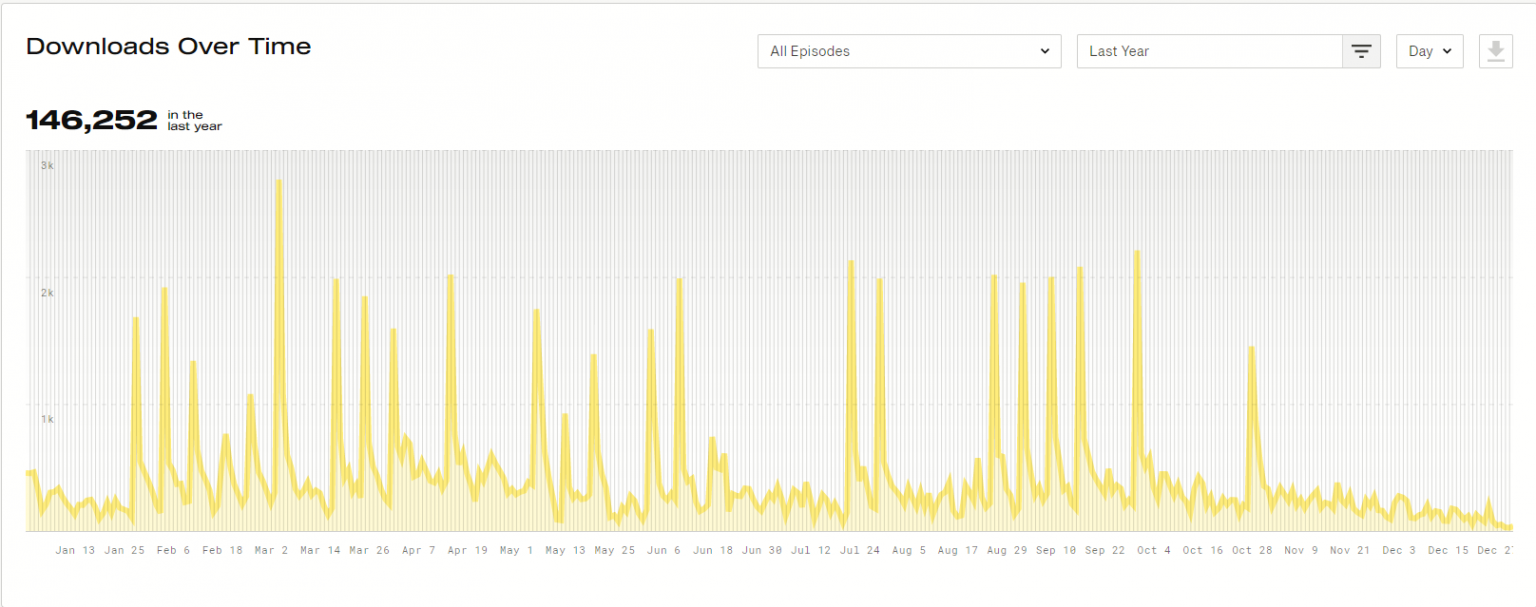 Downloads Over Time
All Episodes
Last Year
Day
146,252 in the
last year
3k
2k
1k
Jan 13 Jan 25 Feb 6 Feb 18 Mar 2 Mar 14 Mar 26 Apr 7 Apr 19 May 1 May 13 May 25 Jun 6 Jun 18 Jun 30 Jul 12 Jul 24 Aug 5 Aug 17 Aug 29 Sep 10 Sep 22 Oct 4 Oct 16 Oct 28 Nov 9 Nov 21 Dec 3 Dec 15 Dec 27